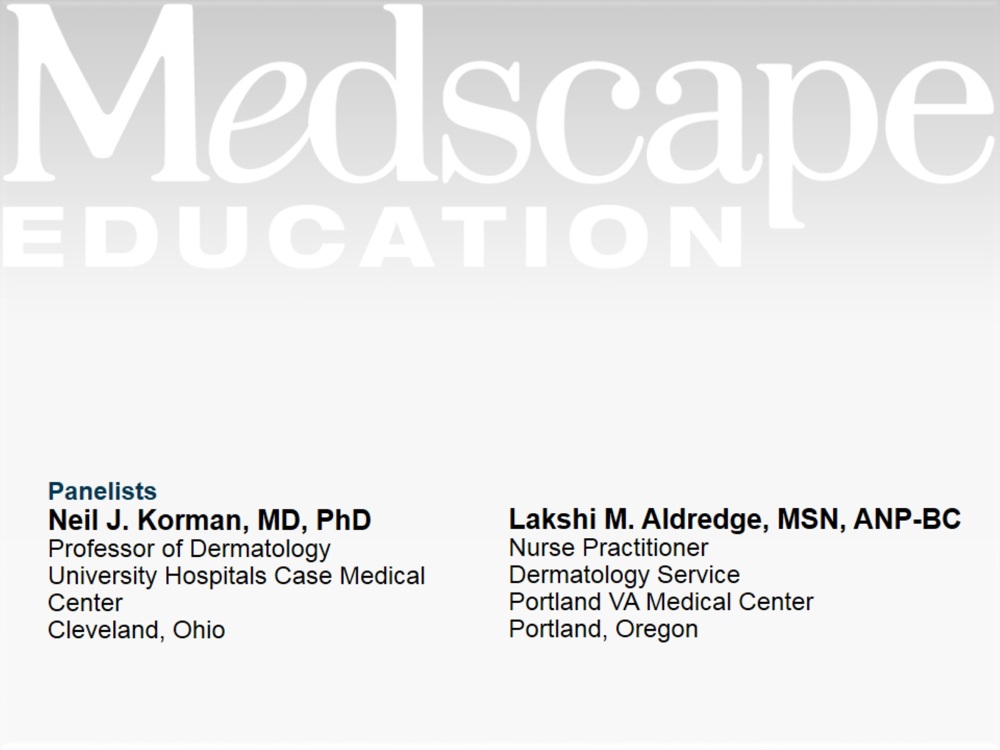 Medscape
EDUCATION
Panelists
Neil J. Korman, MD, PhD
Professor of Dermatology
University Hospitals Case Medical
Center
Cleveland, Ohio
Lakshi M. Aldredge, MSN, ANP-BC
Nurse Practitioner
Dermatology Service
Portland VA Medical Center
Portland, Oregon